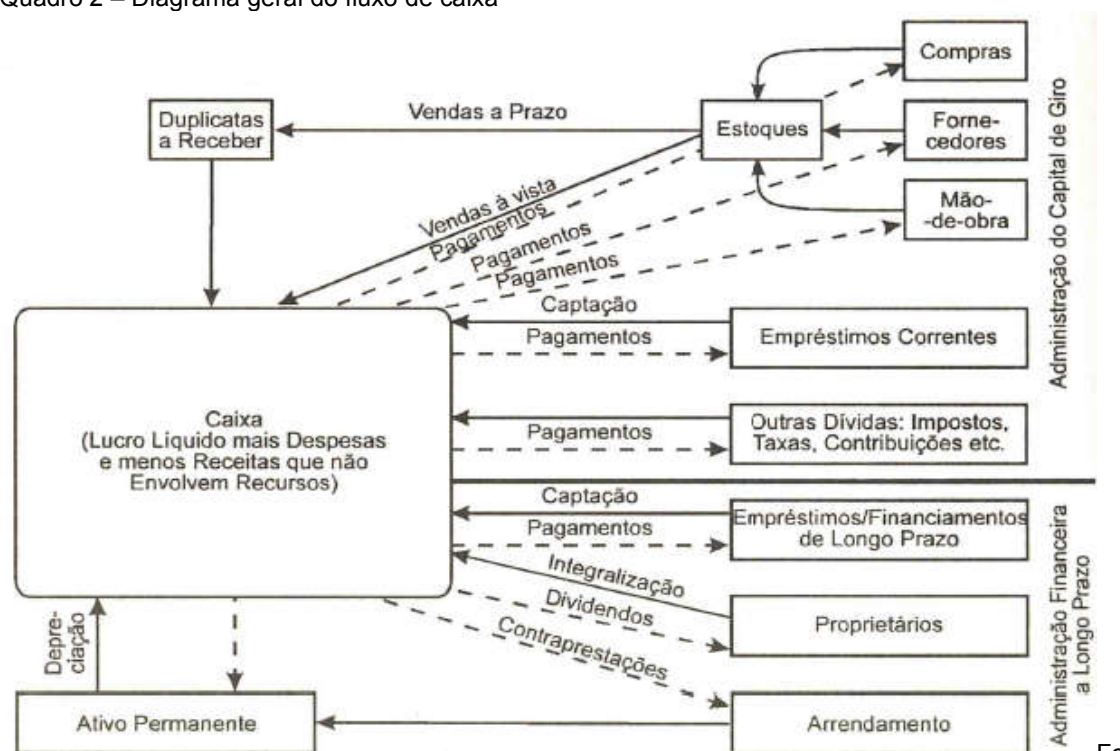 Quadro 2 – Diagrama geral do fluxo de caixa
Compras
Duplicatas
a Receber
Vendas a Prazo
Estoques
Forne-
cedores
Mão-
-de-obra
Vendas à vista
Pagamentos
Pagamentos
Pagamentos
Administração do Capital de Giro
Captação
Pagamentos
Empréstimos Correntes
Caixa
(Lucro Líquido mais Despesas
e menos Receitas que não
Envolvem Recursos)
Pagamentos
Outras Dívidas: Impostos,
Taxas, Contribuições etc.
Captação
Pagamentos
Empréstimos/Financiamentos
de Longo Prazo
Integralização
Dividendos
Proprietários
Contraprestações
Depre-
ciação
Ativo Permanente
Arrendamento
Administração Financeira
a Longo Prazo